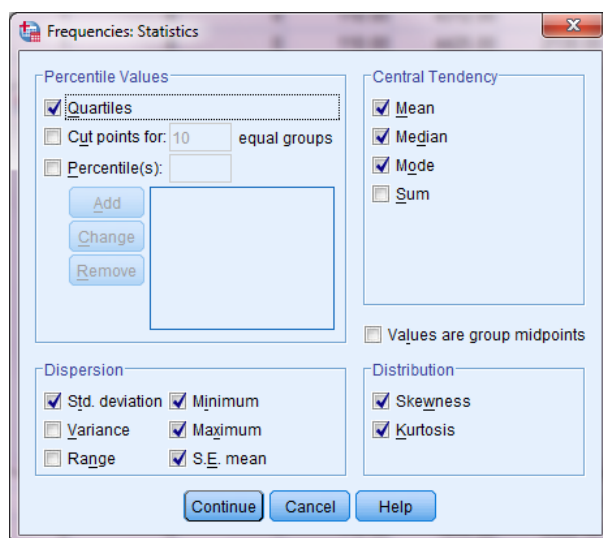 Frequencies: Statistics
Percentile Values
Quartiles
Cut points for: 10 equal groups
Percentile(s):
Add
Change
Remove
Central Tendency
Mean
Median
Mode
Sum
Values are group midpoints
Dispersion
Std. deviation Minimum
Variance Maximum
Range S.E. mean
Distribution
Skewness
Kurtosis
Continue Cancel Help